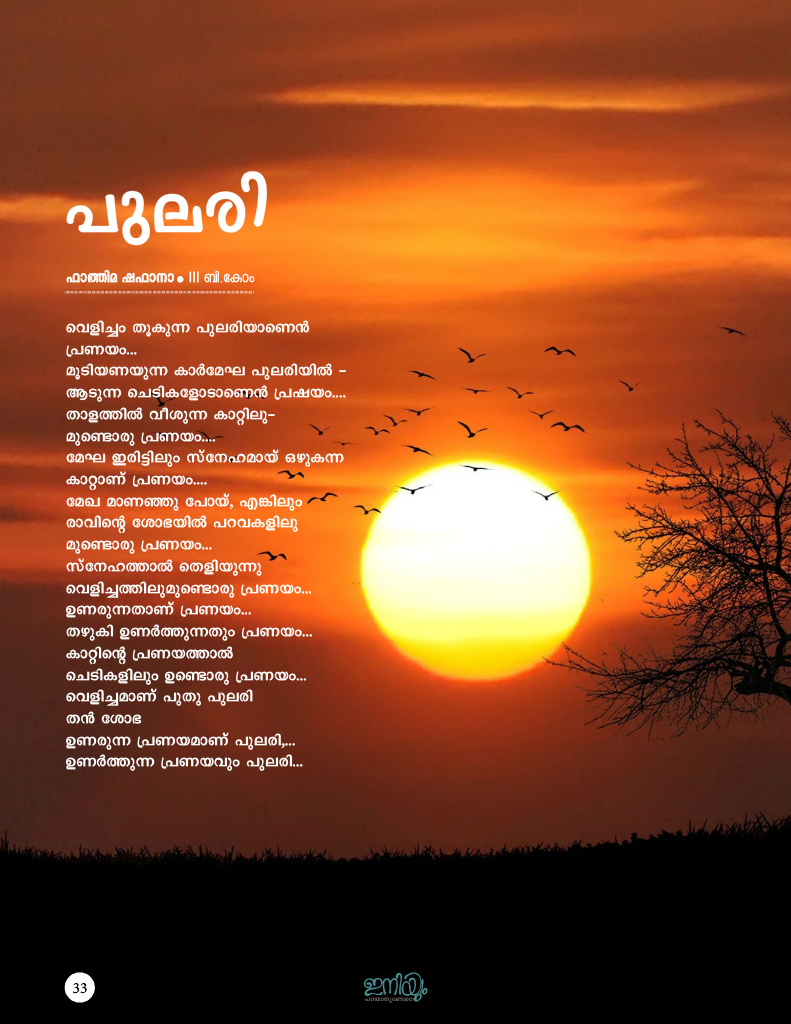 പുലരി
ഫാത്തിമ ഷഫാനാ ● III ബി.കോം
വെളിച്ചം തൂകുന്ന പുലരിയാണെൻ
പ്രണയം...
മൂടിയണയുന്ന കാർമേഘ പുലരിയിൽ -
ആടുന്ന ചെടികളോടാണെൻ പ്രഷയം....
താളത്തിൽ വീശുന്ന കാറ്റിലു-
മുണ്ടൊരു പ്രണയം....
മേഘ ഇരിട്ടിലും സ്നേഹമായ് ഒഴുകന്ന
കാറ്റാണ് പ്രണയം....
മേഖ മാണഞ്ഞു പോയ്, എങ്കിലും
രാവിന്റെ ശോഭയിൽ പറവകളിലു
മുണ്ടൊരു പ്രണയം...
സ്നേഹത്താൽ തെളിയുന്നു
വെളിച്ചത്തിലുമുണ്ടൊരു പ്രണയം...
ഉണരുന്നതാണ് പ്രണയം...
തഴുകി ഉണർത്തുന്നതും പ്രണയം...
കാറ്റിന്റെ പ്രണയത്താൽ
ചെടികളിലും ഉണ്ടൊരു പ്രണയം...
വെളിച്ചമാണ് പുതു പുലരി
തൻ ശോഭ
ഉണരുന്ന പ്രണയമാണ് പുലരി,...
ഉണർത്തുന്ന പ്രണയവും പുലരി...
33
ഇനിയും